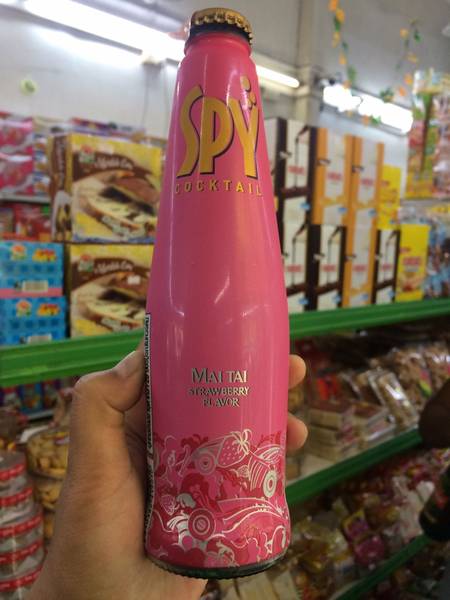 SPY
COCKTAIL
MAI TAI
STRAWBERRY
FLAVOR